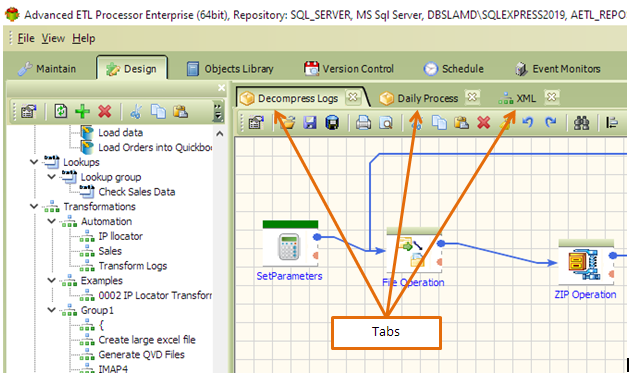 Advanced ETL Processor Enterprise (64bit), Repository: SQL_SERVER, MS Sql Server, DBSLAMD\SQLEXPRESS2019, AETL_REPO
File View Help
Maintain Design Objects Library Version Control Schedule Event Monitors
Decompress Logs Daily Process XML
Load data
Load Orders into Quickboo
Lookups
Lookup group
Check Sales Data
Transformations
Automation
IP llocator
Sales
Transform Logs
Examples
0002 IP Locator Transform
Group1
{
Create large excel file
Generate QVD Files
IMAP4
SetParameters
File Operation
ZIP Operation
Tabs